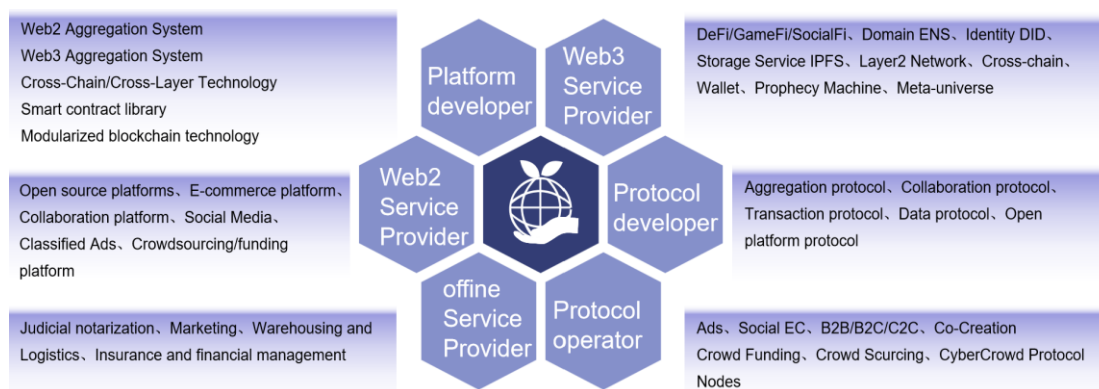 Web2 Aggregation System
Web3 Aggregation System
Cross-Chain/Cross-Layer Technology
Smart contract library
Modularized blockchain technology
Platform
developer
Web3
Service
Provider
DeFi/GameFi/SocialFi、Domain ENS、Identity DID、
Storage Service IPFS、Layer2 Network、Cross-chain、
Wallet、Prophecy Machine、Meta-universe
Open source platforms、E-commerce platform、
Collaboration platform、Social Media、
Classified Ads、Crowdsourcing/funding
platform
Web2
Service
Provider
Protocol
developer
Aggregation protocol、Collaboration protocol、
Transaction protocol、Data protocol、Open
platform protocol
Judicial notarization、Marketing、Warehousing and
Logistics、Insurance and financial management
offine
Service
Provider
Protocol
operator
Ads、Social EC、B2B/B2C/C2C、Co-Creation
Crowd Funding、Crowd Scurcing、CyberCrowd Protocol
Nodes